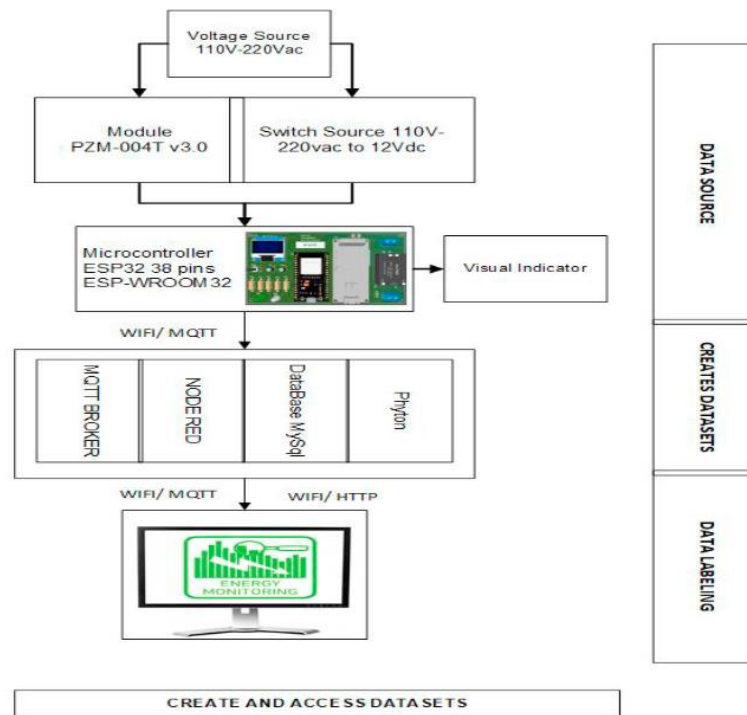 Voltage Source
110V-220Vac
Module
PZM-004T v3.0
Switch Source 110V-
220vac to 12Vdc
Microcontroller
ESP32 38 pins
ESP-WROOM 32
Visual Indicator
WIFI/ MQTT
MQTT BROKER
NODE RED
DataBase MySql
Phyton
WIFI/ MQTT
WIFI/ HTTP
ENERGY
MONITORING
DATA SOURCE
CREATES DATASETS
DATA LABELING
CREATE AND ACCESS DATASETS